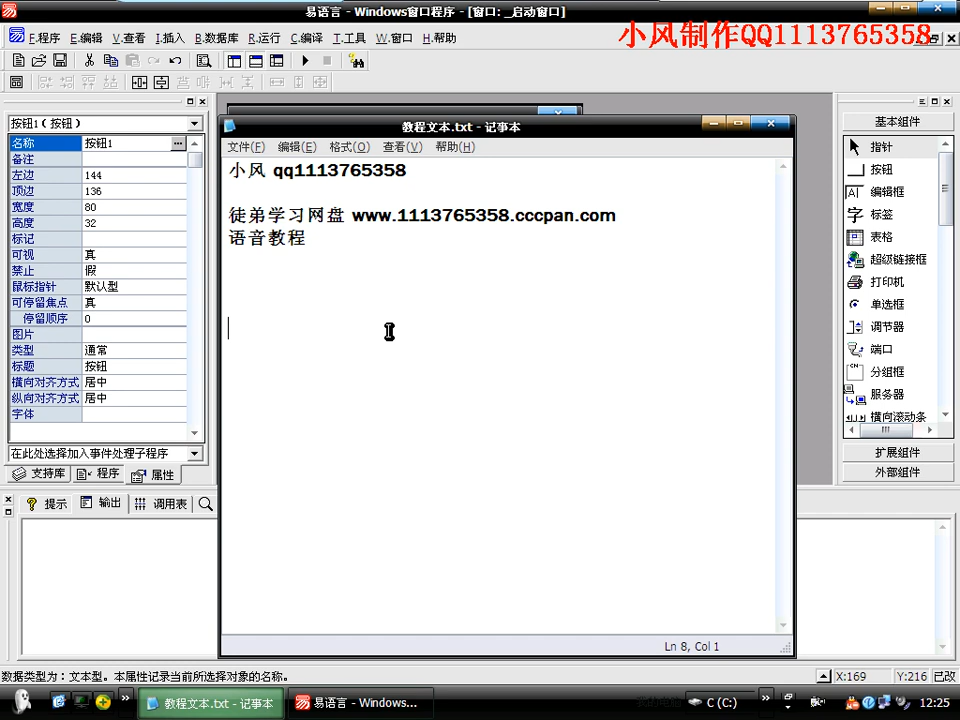 易语言 - Windows窗口程序 - [窗口: _启动窗口]
小风制作QQ1113765358
F.程序 E.编辑 V.查看 I.插入 B.数据库 R.运行 C.编译 T.工具 W.窗口 H.帮助
按钮1（按钮）
名称 按钮1
备注
左边 144
顶边 136
宽度 80
高度 32
标记
可视 真
禁止 假
鼠标指针 默认型
可停留焦点 真
停留顺序 0
图片
类型 通常
标题 按钮
横向对齐方式 居中
纵向对齐方式 居中
字体
在此处选择加入事件处理子程序
支持库 程序 属性
教程文本.txt - 记事本
文件(F) 编辑(E) 格式(O) 查看(V) 帮助(H)
小风 qq1113765358
徒弟学习网盘 www.1113765358.cccpan.com
语音教程
Ln 8, Col 1
基本组件
指针
按钮
编辑框
标签
表格
超级链接框
打印机
单选框
调节器
端口
分组框
服务器
横向滚动条
扩展组件
外部组件
提示 输出 调用表
数据类型为：文本型。本属性记录当前所选择对象的名称。
X:169 Y:216 已改
教程文本.txt - 记事本
易语言 - Windows...
C (C:)
12:25